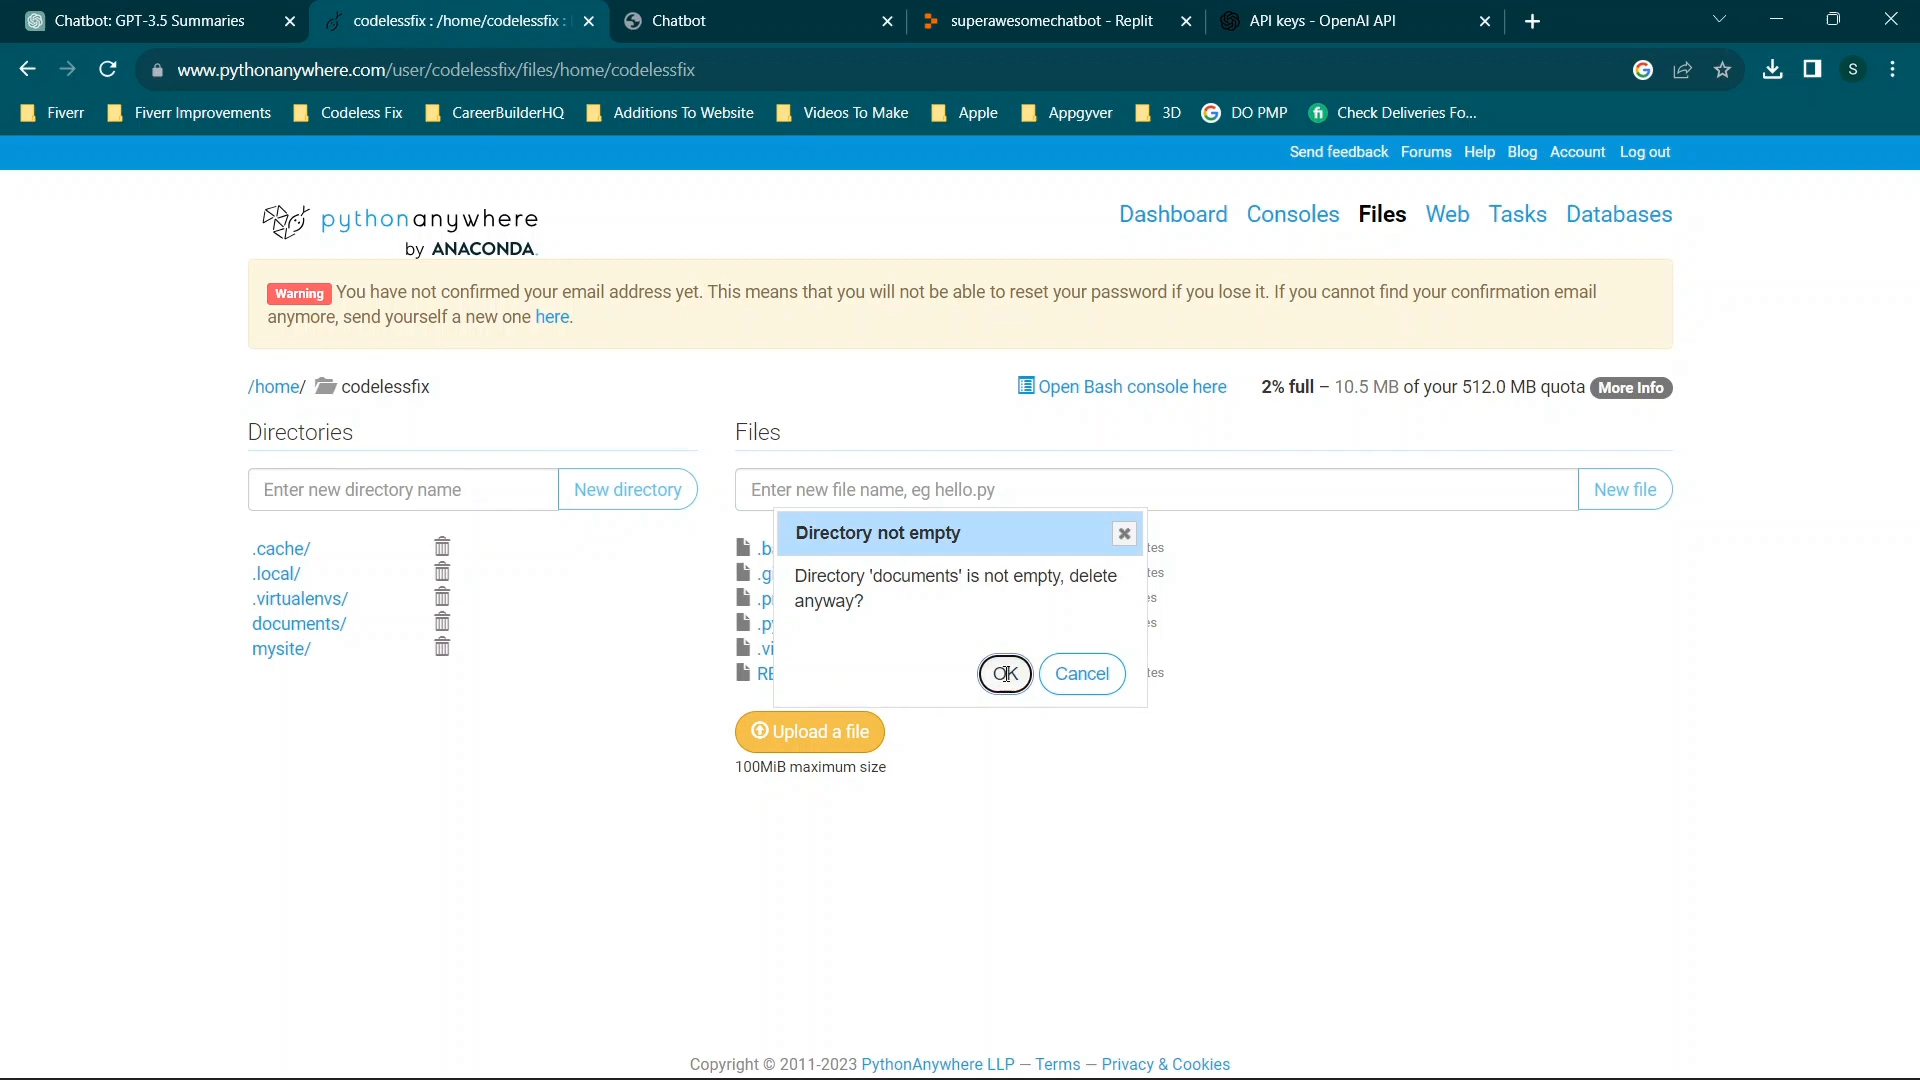 Chatbot: GPT-3.5 Summaries
codelessfix : /home/codelessfix :
Chatbot
superawesomechatbot - Replit
API keys - OpenAI API
www.pythonanywhere.com/user/codelessfix/files/home/codelessfix
S
Fiverr
Fiverr Improvements
Codeless Fix
CareerBuilderHQ
Additions To Website
Videos To Make
Apple
Appgyver
3D
DO PMP
Check Deliveries Fo...
Send feedback Forums Help Blog Account Log out
pythonanywhere
by ANACONDA.
Dashboard Consoles Files Web Tasks Databases
Warning You have not confirmed your email address yet. This means that you will not be able to reset your password if you lose it. If you cannot find your confirmation email
anymore, send yourself a new one here.
/home/ codelessfix
Open Bash console here
2% full – 10.5 MB of your 512.0 MB quota More Info
Directories
Files
Enter new directory name New directory
Enter new file name, eg hello.py New file
.cache/
.local/
.virtualenvs/
documents/
mysite/
Directory not empty
Directory 'documents' is not empty, delete
anyway?
OK Cancel
Upload a file
100MiB maximum size
Copyright © 2011-2023 PythonAnywhere LLP — Terms — Privacy & Cookies